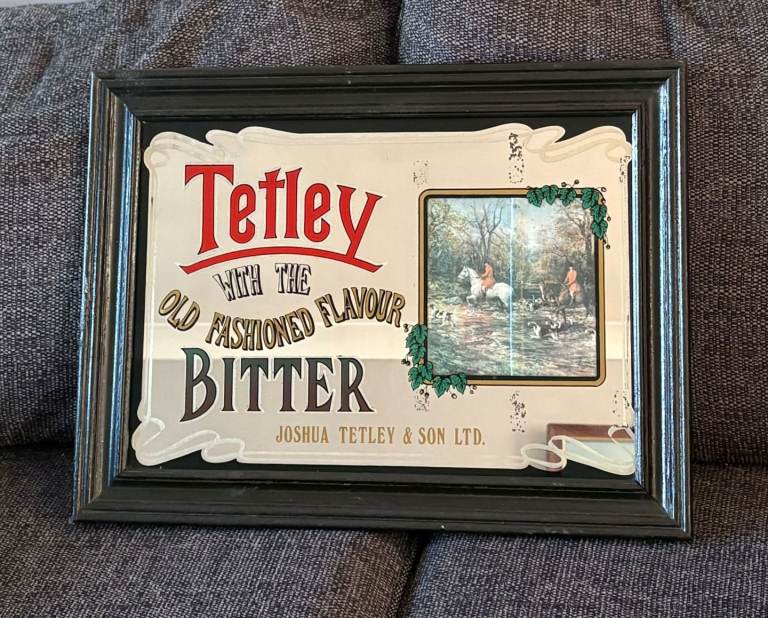 Tetley
WITH THE
OLD FASHIONED FLAVOUR
BITTER
JOSHUA TETLEY & SON LTD.